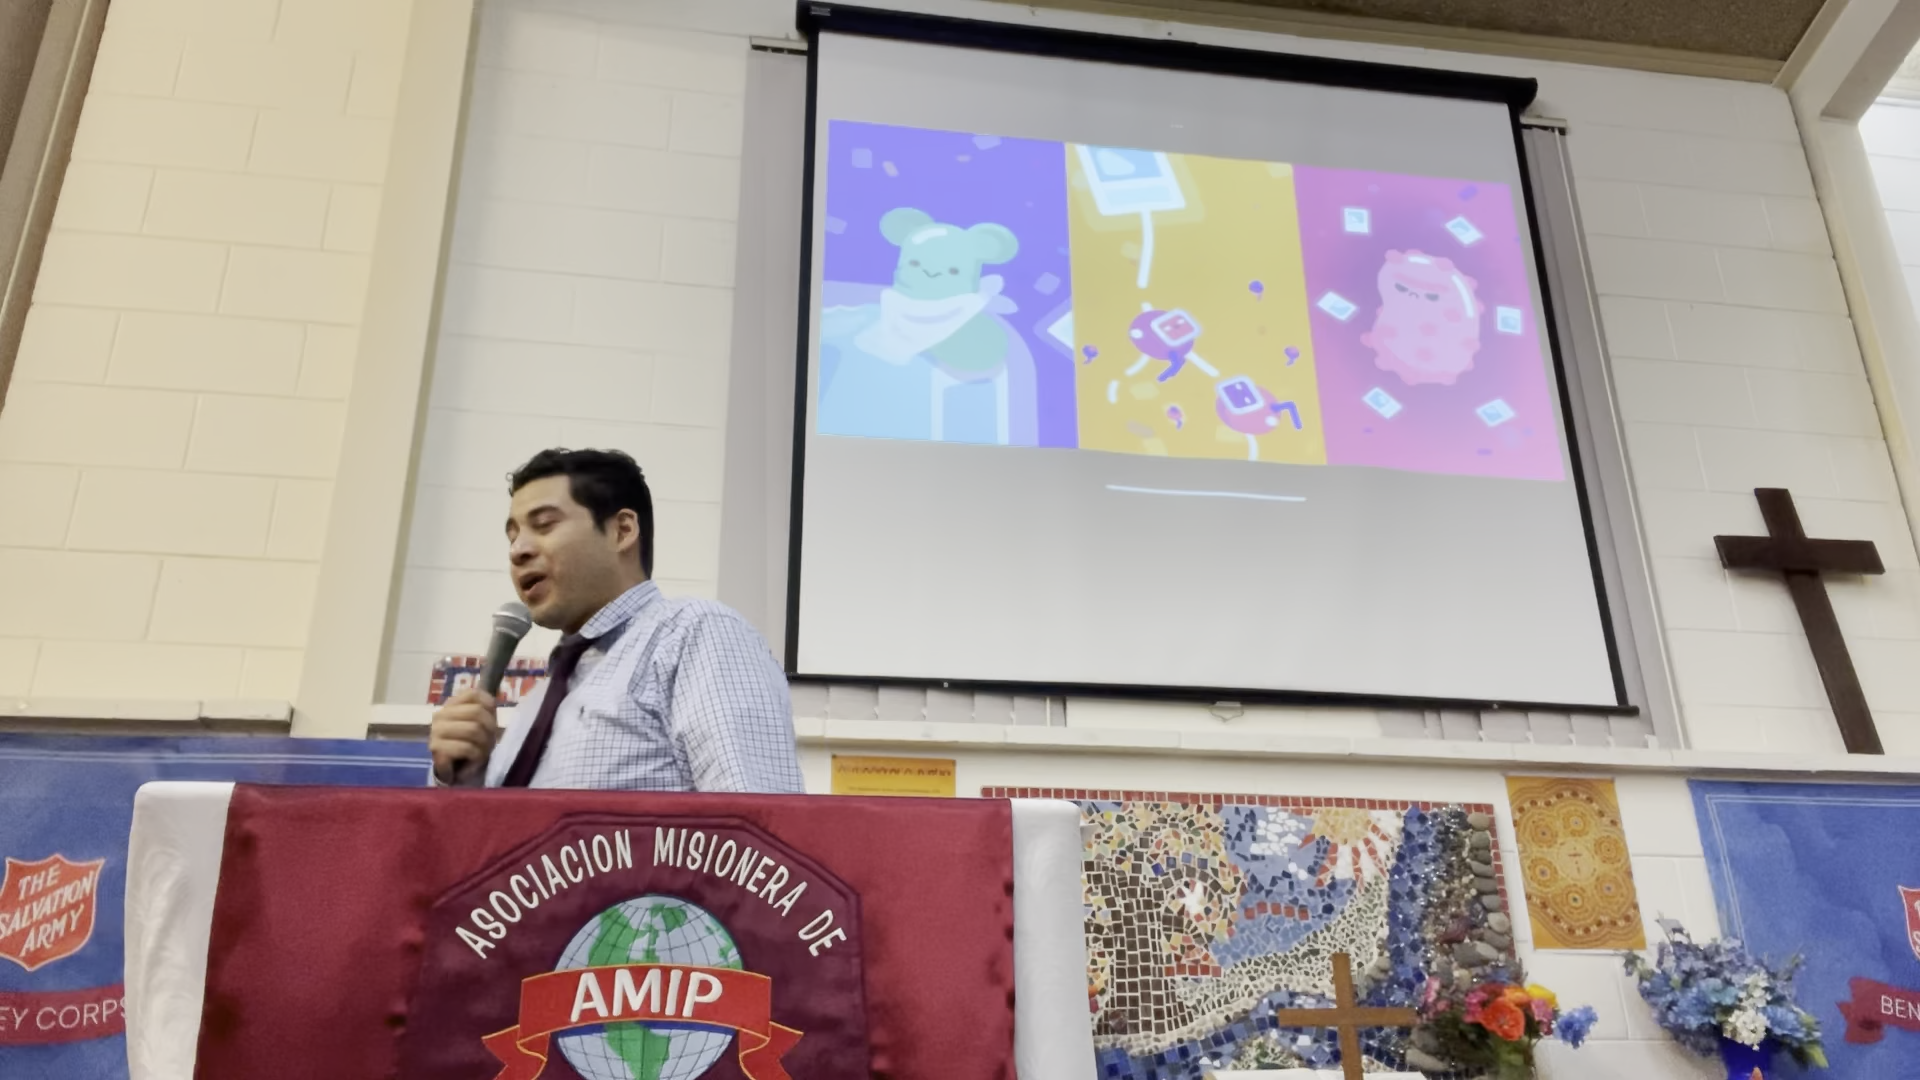 THE
SALVATION
ARMY
EY CORPS
ASOCIACION MISIONERA DE
AMIP
BEN